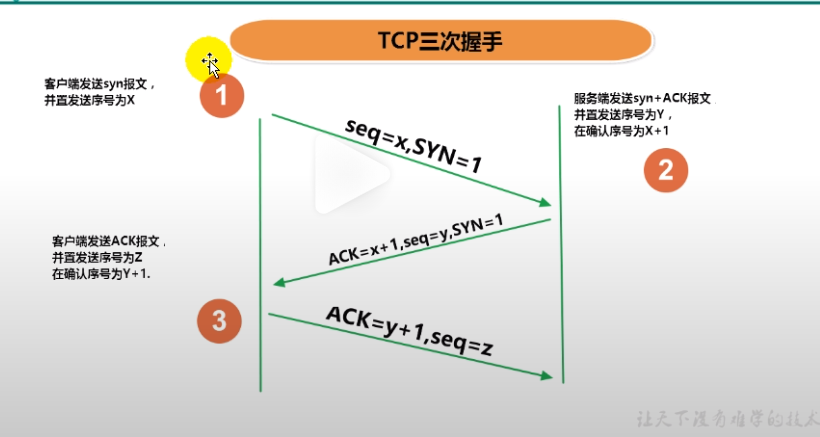 TCP三次握手
客户端发送syn报文，
并置发送序号为X
1
服务端发送syn+ACK报文
并置发送序号为Y，
在确认序号为X+1
2
seq=x,SYN=1
ACK=x+1,seq=y,SYN=1
客户端发送ACK报文，
并置发送序号为Z
在确认序号为Y+1.
3
ACK=y+1,seq=z
让天下没有难学的技术